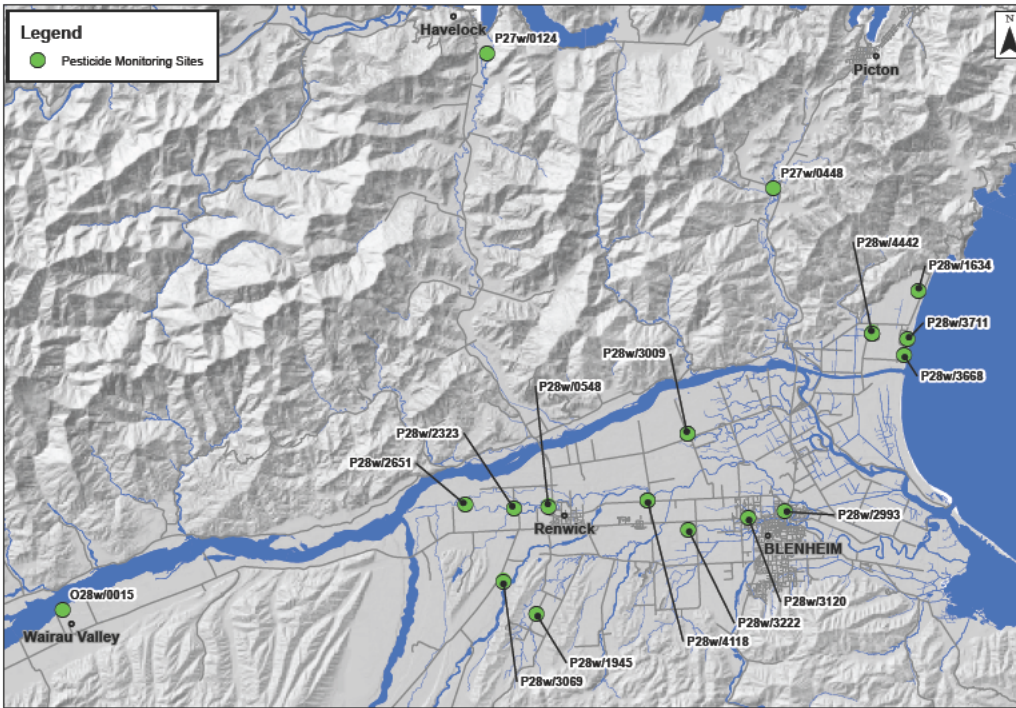 Legend
Pesticide Monitoring Sites
Havelock
P27w/0124
N
Picton
P27w/0448
P28w/4442
P28w/1634
P28w/3711
P28w/3009
P28w/3668
P28w/0548
P28w/2323
P28w/2651
Renwick
P28w/2993
BLENHEIM
O28w/0015
P28w/3120
Wairau Valley
P28w/3222
P28w/4118
P28w/1945
P28w/3069